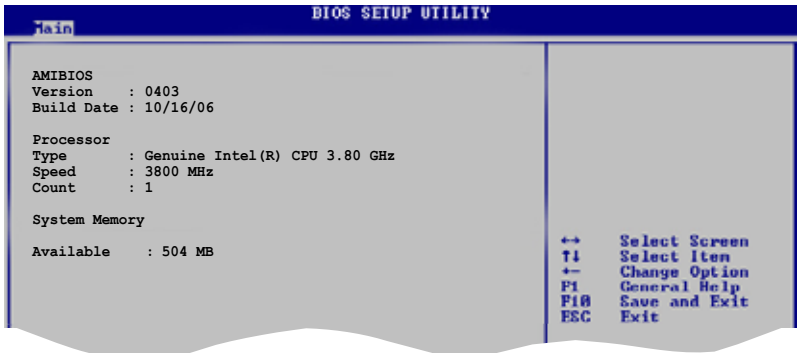 BIOS SETUP UTILITY
Main
AMIBIOS
Version : 0403
Build Date : 10/16/06
Processor
Type : Genuine Intel(R) CPU 3.80 GHz
Speed : 3800 MHz
Count : 1
System Memory
Available : 504 MB
←→ Select Screen
↑↓ Select Item
+- Change Option
F1 General Help
F10 Save and Exit
ESC Exit